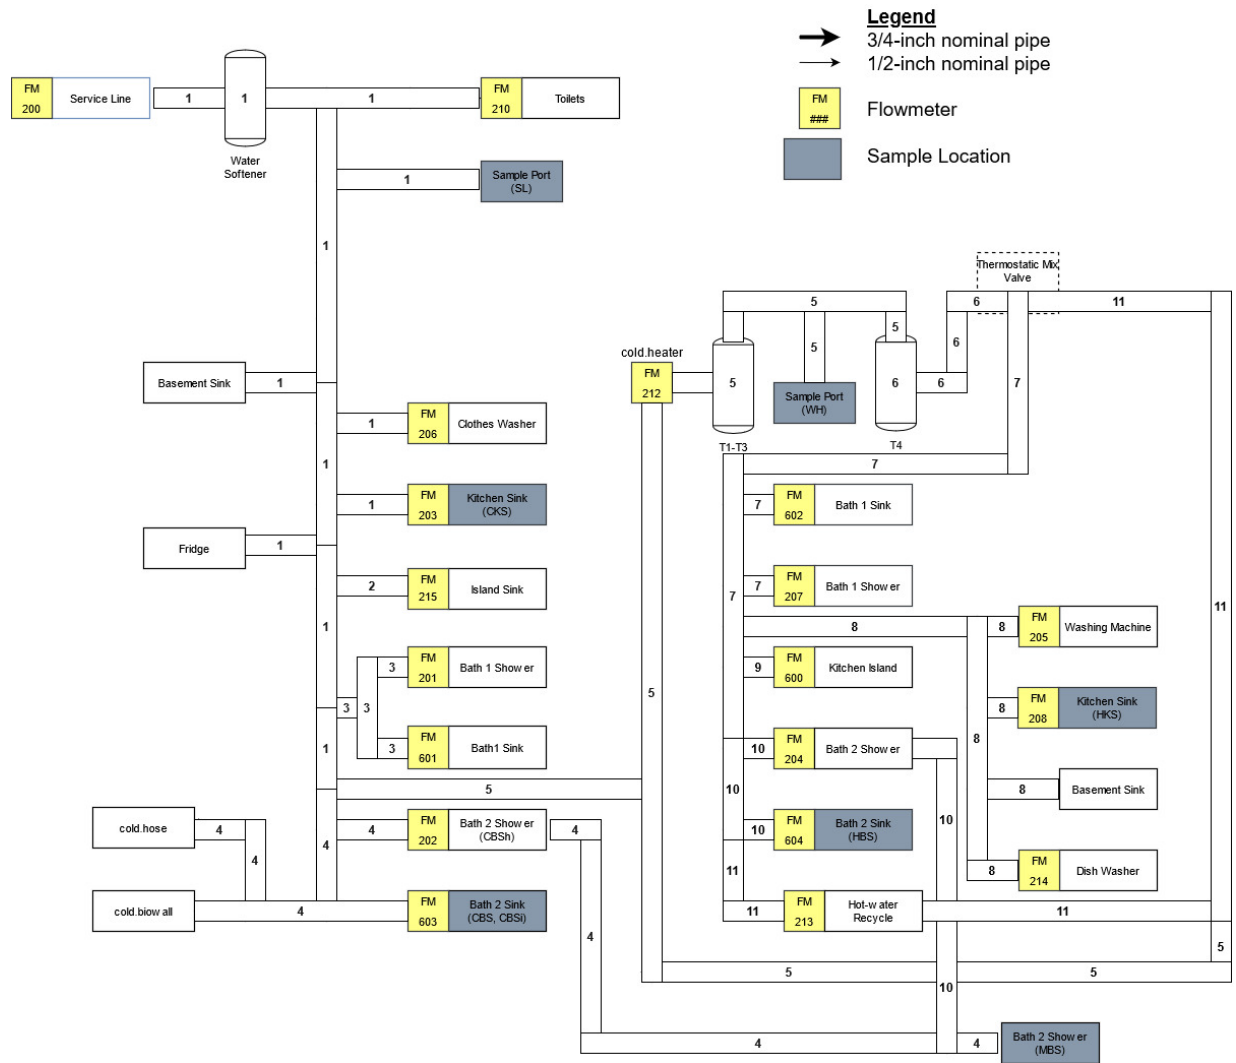 Legend
3/4-inch nominal pipe
1/2-inch nominal pipe
FM
###
Flowmeter
Sample Location
FM
200
Service Line
1
1
1
FM
210
Toilets
Water
Softener
1
Sample Port
(SL)
1
Basement Sink
1
1
FM
206
Clothes Washer
1
1
FM
203
Kitchen Sink
(CKS)
Fridge
1
2
FM
215
Island Sink
1
3
3
3
FM
201
Bath 1 Shower
3
FM
601
Bath1 Sink
1
5
cold.hose
4
4
4
4
FM
202
Bath 2 Shower
(CBSh)
4
cold.biowall
4
FM
603
Bath 2 Sink
(CBS, CBSi)
4
4
4
Bath 2 Shower
(MBS)
cold.heater
FM
212
5
5
5
5
Sample Port
(WH)
6
6
6
6
Thermostatic Mix
Valve
11
7
T1-T3
T4
7
7
FM
602
Bath 1 Sink
7
FM
207
Bath 1 Shower
7
8
8
FM
205
Washing Machine
9
FM
600
Kitchen Island
8
FM
208
Kitchen Sink
(HKS)
8
10
FM
204
Bath 2 Shower
8
Basement Sink
10
10
10
FM
604
Bath 2 Sink
(HBS)
8
FM
214
Dish Washer
11
11
FM
213
Hot-water
Recycle
11
11
5
5
5
5
10